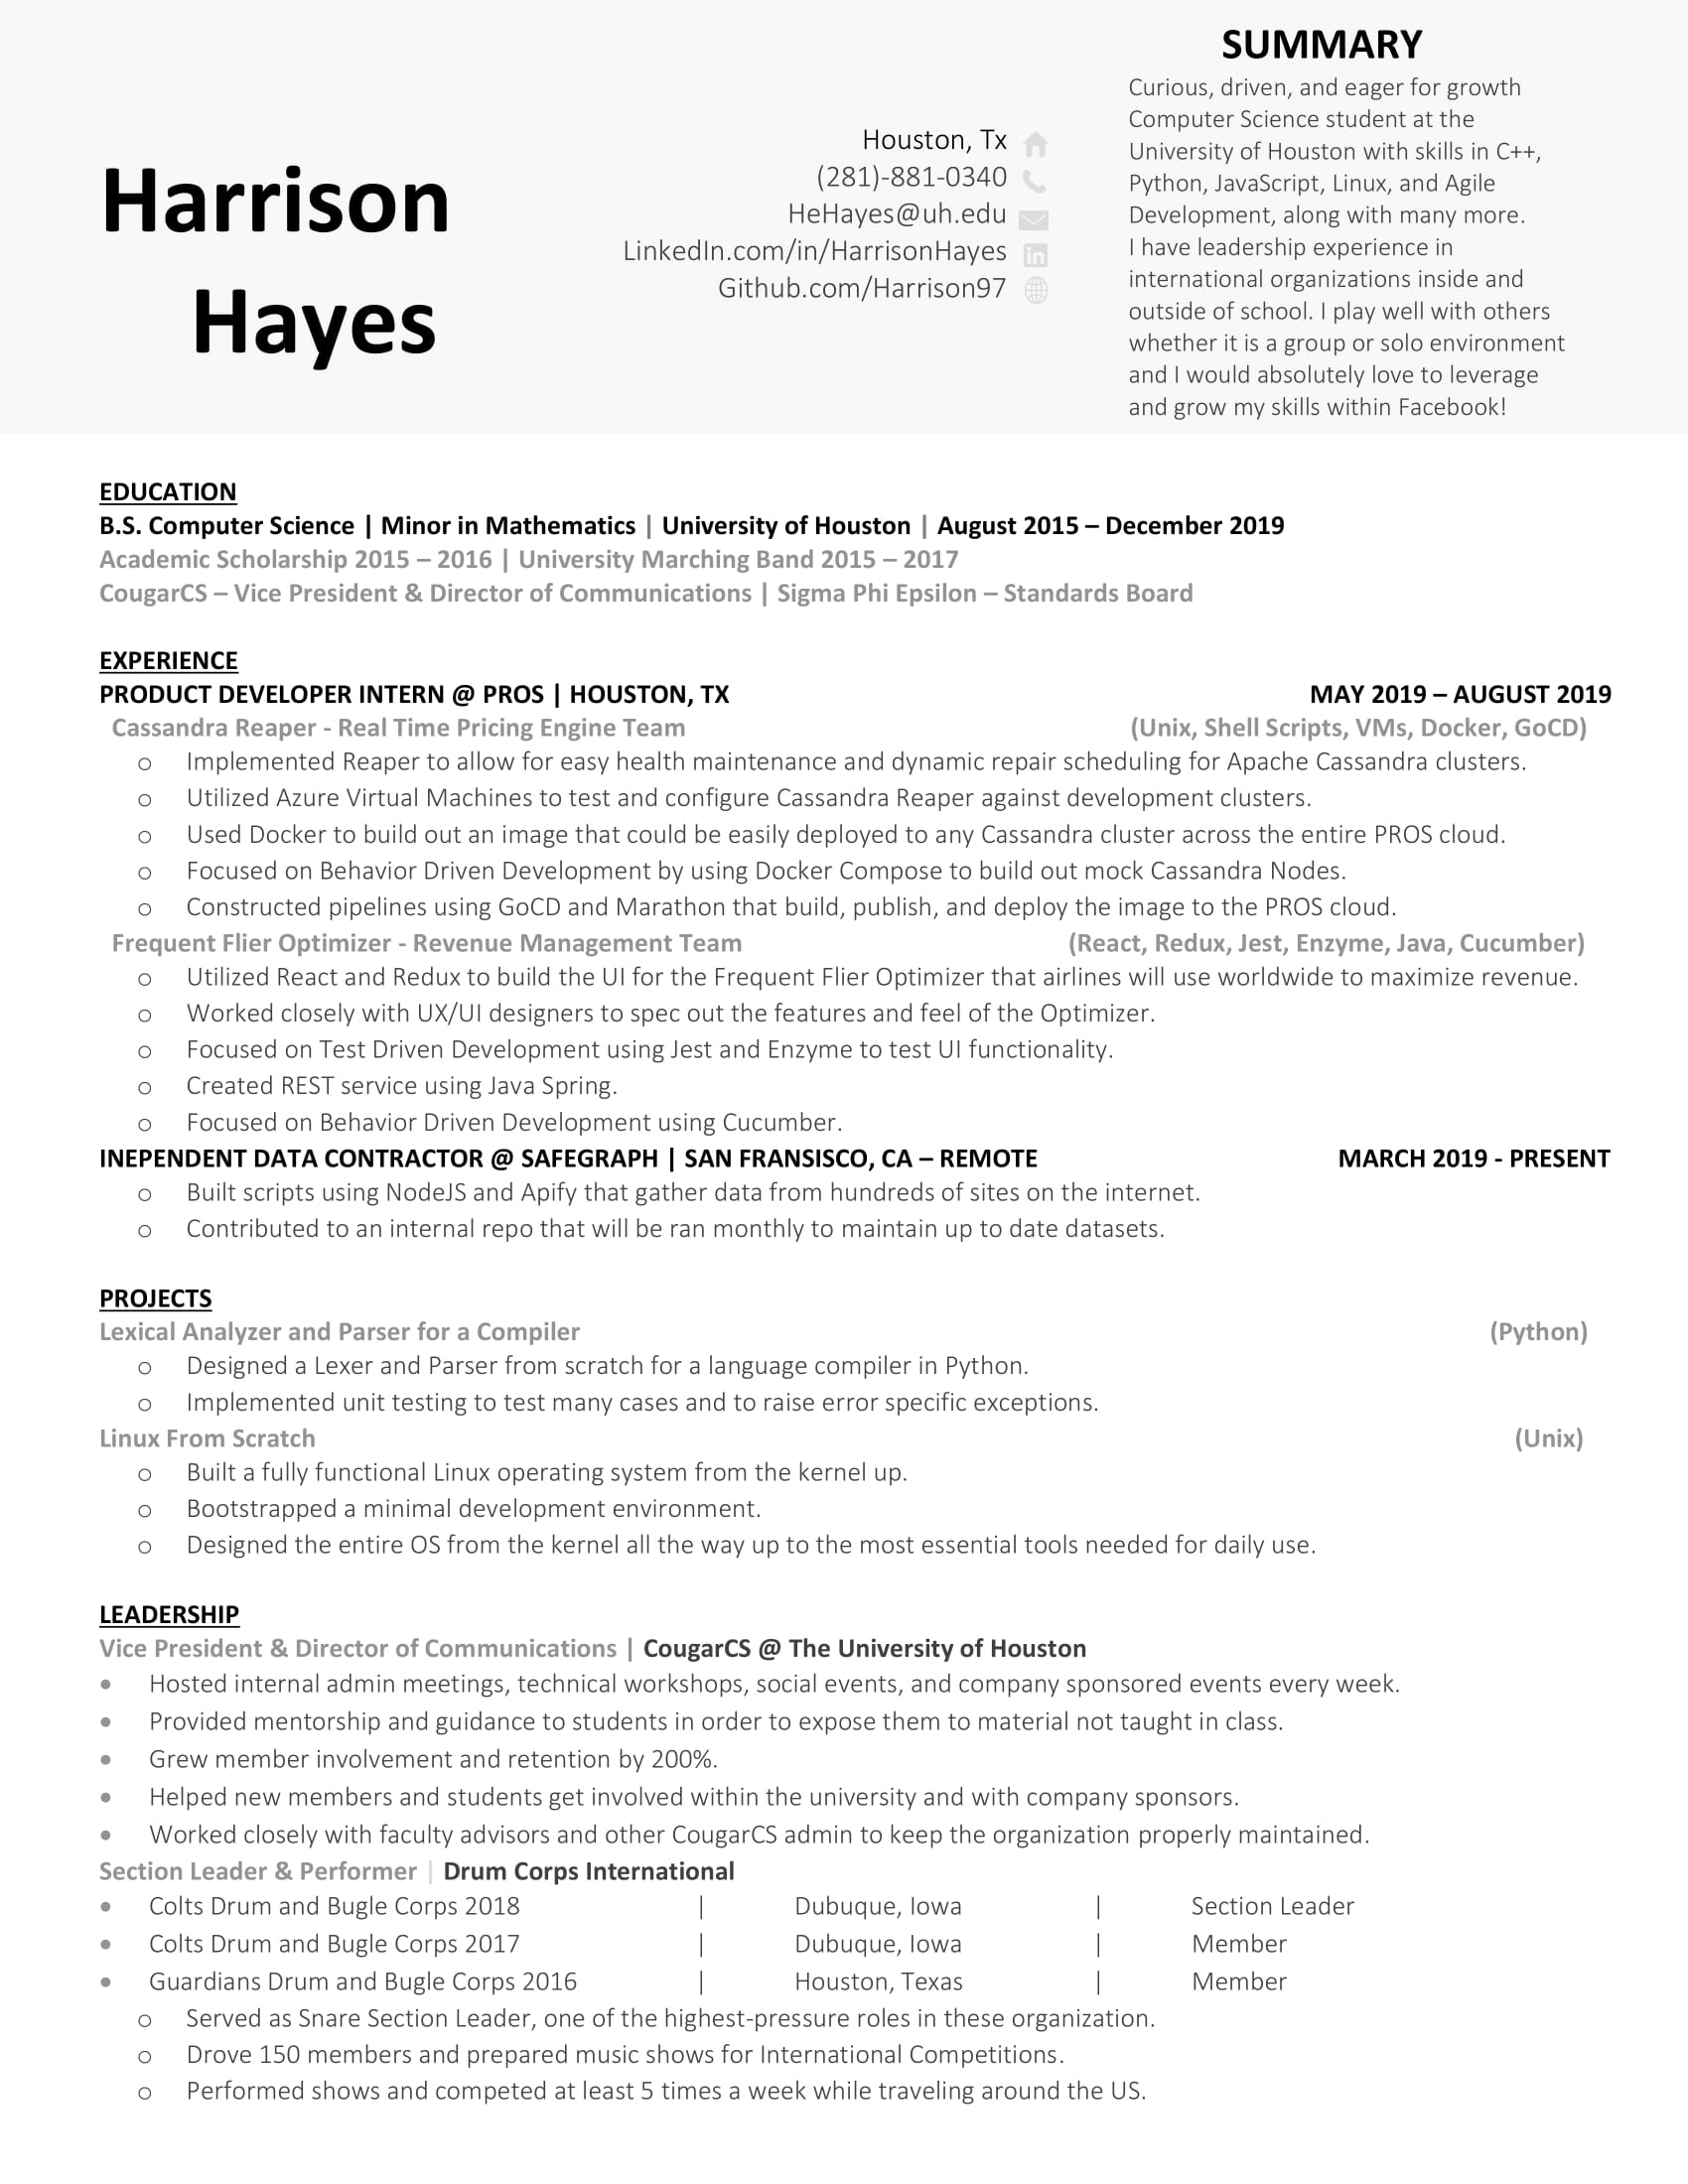 Harrison
Hayes
Houston, Tx
(281)-881-0340
HeHayes@uh.edu
LinkedIn.com/in/HarrisonHayes
Github.com/Harrison97
SUMMARY
Curious, driven, and eager for growth
Computer Science student at the
University of Houston with skills in C++,
Python, JavaScript, Linux, and Agile
Development, along with many more.
I have leadership experience in
international organizations inside and
outside of school. I play well with others
whether it is a group or solo environment
and I would absolutely love to leverage
and grow my skills within Facebook!
EDUCATION
B.S. Computer Science | Minor in Mathematics | University of Houston | August 2015 – December 2019
Academic Scholarship 2015 – 2016 | University Marching Band 2015 – 2017
CougarCS – Vice President & Director of Communications | Sigma Phi Epsilon – Standards Board
EXPERIENCE
PRODUCT DEVELOPER INTERN @ PROS | HOUSTON, TX MAY 2019 – AUGUST 2019
Cassandra Reaper - Real Time Pricing Engine Team (Unix, Shell Scripts, VMs, Docker, GoCD)
o Implemented Reaper to allow for easy health maintenance and dynamic repair scheduling for Apache Cassandra clusters.
o Utilized Azure Virtual Machines to test and configure Cassandra Reaper against development clusters.
o Used Docker to build out an image that could be easily deployed to any Cassandra cluster across the entire PROS cloud.
o Focused on Behavior Driven Development by using Docker Compose to build out mock Cassandra Nodes.
o Constructed pipelines using GoCD and Marathon that build, publish, and deploy the image to the PROS cloud.
Frequent Flier Optimizer - Revenue Management Team (React, Redux, Jest, Enzyme, Java, Cucumber)
o Utilized React and Redux to build the UI for the Frequent Flier Optimizer that airlines will use worldwide to maximize revenue.
o Worked closely with UX/UI designers to spec out the features and feel of the Optimizer.
o Focused on Test Driven Development using Jest and Enzyme to test UI functionality.
o Created REST service using Java Spring.
o Focused on Behavior Driven Development using Cucumber.
INEPENDENT DATA CONTRACTOR @ SAFEGRAPH | SAN FRANSISCO, CA – REMOTE MARCH 2019 - PRESENT
o Built scripts using NodeJS and Apify that gather data from hundreds of sites on the internet.
o Contributed to an internal repo that will be ran monthly to maintain up to date datasets.
PROJECTS
Lexical Analyzer and Parser for a Compiler (Python)
o Designed a Lexer and Parser from scratch for a language compiler in Python.
o Implemented unit testing to test many cases and to raise error specific exceptions.
Linux From Scratch (Unix)
o Built a fully functional Linux operating system from the kernel up.
o Bootstrapped a minimal development environment.
o Designed the entire OS from the kernel all the way up to the most essential tools needed for daily use.
LEADERSHIP
Vice President & Director of Communications | CougarCS @ The University of Houston
• Hosted internal admin meetings, technical workshops, social events, and company sponsored events every week.
• Provided mentorship and guidance to students in order to expose them to material not taught in class.
• Grew member involvement and retention by 200%.
• Helped new members and students get involved within the university and with company sponsors.
• Worked closely with faculty advisors and other CougarCS admin to keep the organization properly maintained.
Section Leader & Performer | Drum Corps International
• Colts Drum and Bugle Corps 2018 | Dubuque, Iowa | Section Leader
• Colts Drum and Bugle Corps 2017 | Dubuque, Iowa | Member
• Guardians Drum and Bugle Corps 2016 | Houston, Texas | Member
o Served as Snare Section Leader, one of the highest-pressure roles in these organization.
o Drove 150 members and prepared music shows for International Competitions.
o Performed shows and competed at least 5 times a week while traveling around the US.